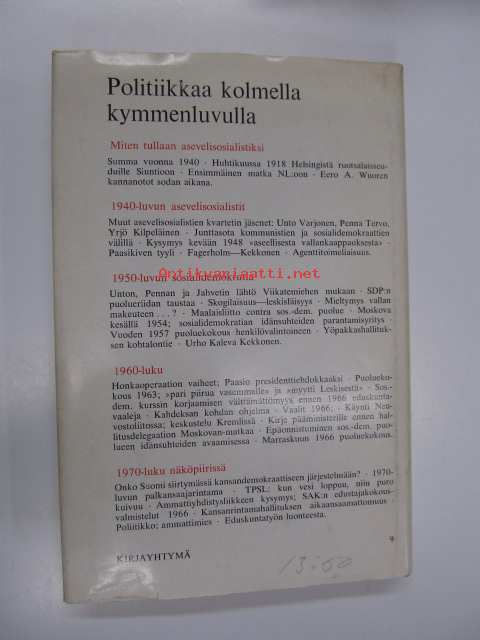 Politiikkaa kolmella
kymmenluvulla
Miten tullaan asevelisosialistiksi
Summa vuonna 1940 · Huhtikuussa 1918 Helsingistä ruotsalaisseu-
duille Siuntioon · Ensimmäinen matka NL:oon · Eero A. Wuoren
kannanotot sodan aikana.
1940-luvun asevelisosialistit
Muut asevelisosialistien kvartetin jäsenet: Unto Varjonen, Penna Tervo,
Yrjö Kilpeläinen · Junttasota kommunistien ja sosialidemokraattien
välillä · Kysymys kevään 1948 »aseellisesta vallankaappauksesta» ·
Paasikiven tyyli · Fagerholm—Kekkonen · Agenttitoimeliaisuus.
Antikvariaatti.net
1950-luvun sosialidemokratia
Unton, Pennan ja Jahvetin lähtö Viikatemiehen mukaan · SDP:n
puolueriidan taustaa · Skogilaisuus—leskisläisyys · Mieltymys vallan
makeuteen . . . ? · Maalaisliitto contra sos.-dem. puolue · Moskova
kesällä 1954; sosialidemokratian idänsuhteiden parantamisyritys ·
Vuoden 1957 puoluekokous henkilövalintoineen · Yöpakkashallituk-
sen kohtalontie · Urho Kaleva Kekkonen.
1960-luku
Honkaoperaation vaiheet; Paasio presidenttiehdokkaaksi · Puolueko-
kous 1963; »pari piirua vasemmalle» ja »myytti Leskisestä» · Sos.-
dem. kurssin korjaamisen välttämättömyys ennen 1966 eduskunta-
vaaleja · Kahdeksan kohdan ohjelma · Vaalit 1966; · Käynti Neu-
vostoliitossa; keskustelu Kremlissä · Kirje pääministerille ennen hal-
litusdelegaation Moskovan-matkaa · Epäonnistuminen sos.-dem. puo-
lueen idänsuhteiden avaamisessa · Marraskuun 1966 puoluekokous.
1970-luku näköpiirissä
Onko Suomi siirtymässä kansandemokraattiseen järjestelmään? · 1970-
luvun palkansaajarintama · TPSL: kun vesi loppuu, niin puro
kuivuu · Ammattiyhdistysliikkeen kysymys; SAK:n edustajakokous-
valmistelut 1966 · Kansanrintamahallituksen aikaansaamattomuus ·
Poliitikko; ammattimies · Eduskuntatyön luonteesta.
KIRJAYHTYMÄ
13:50